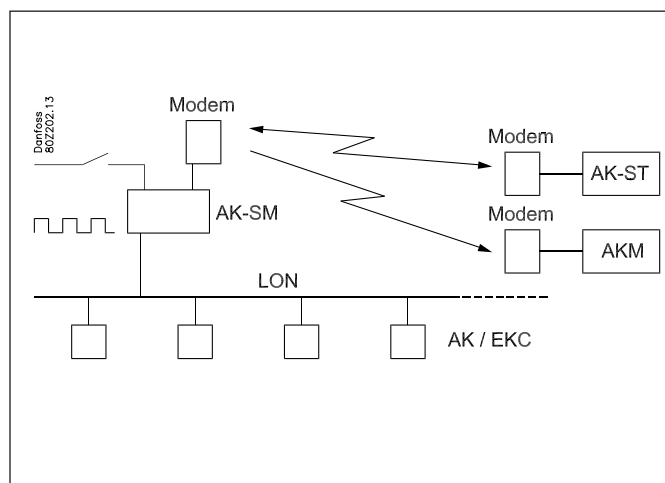 Danfoss
80Z202.13
Modem
Modem
AK-ST
AK-SM
Modem
AKM
LON
AK / EKC